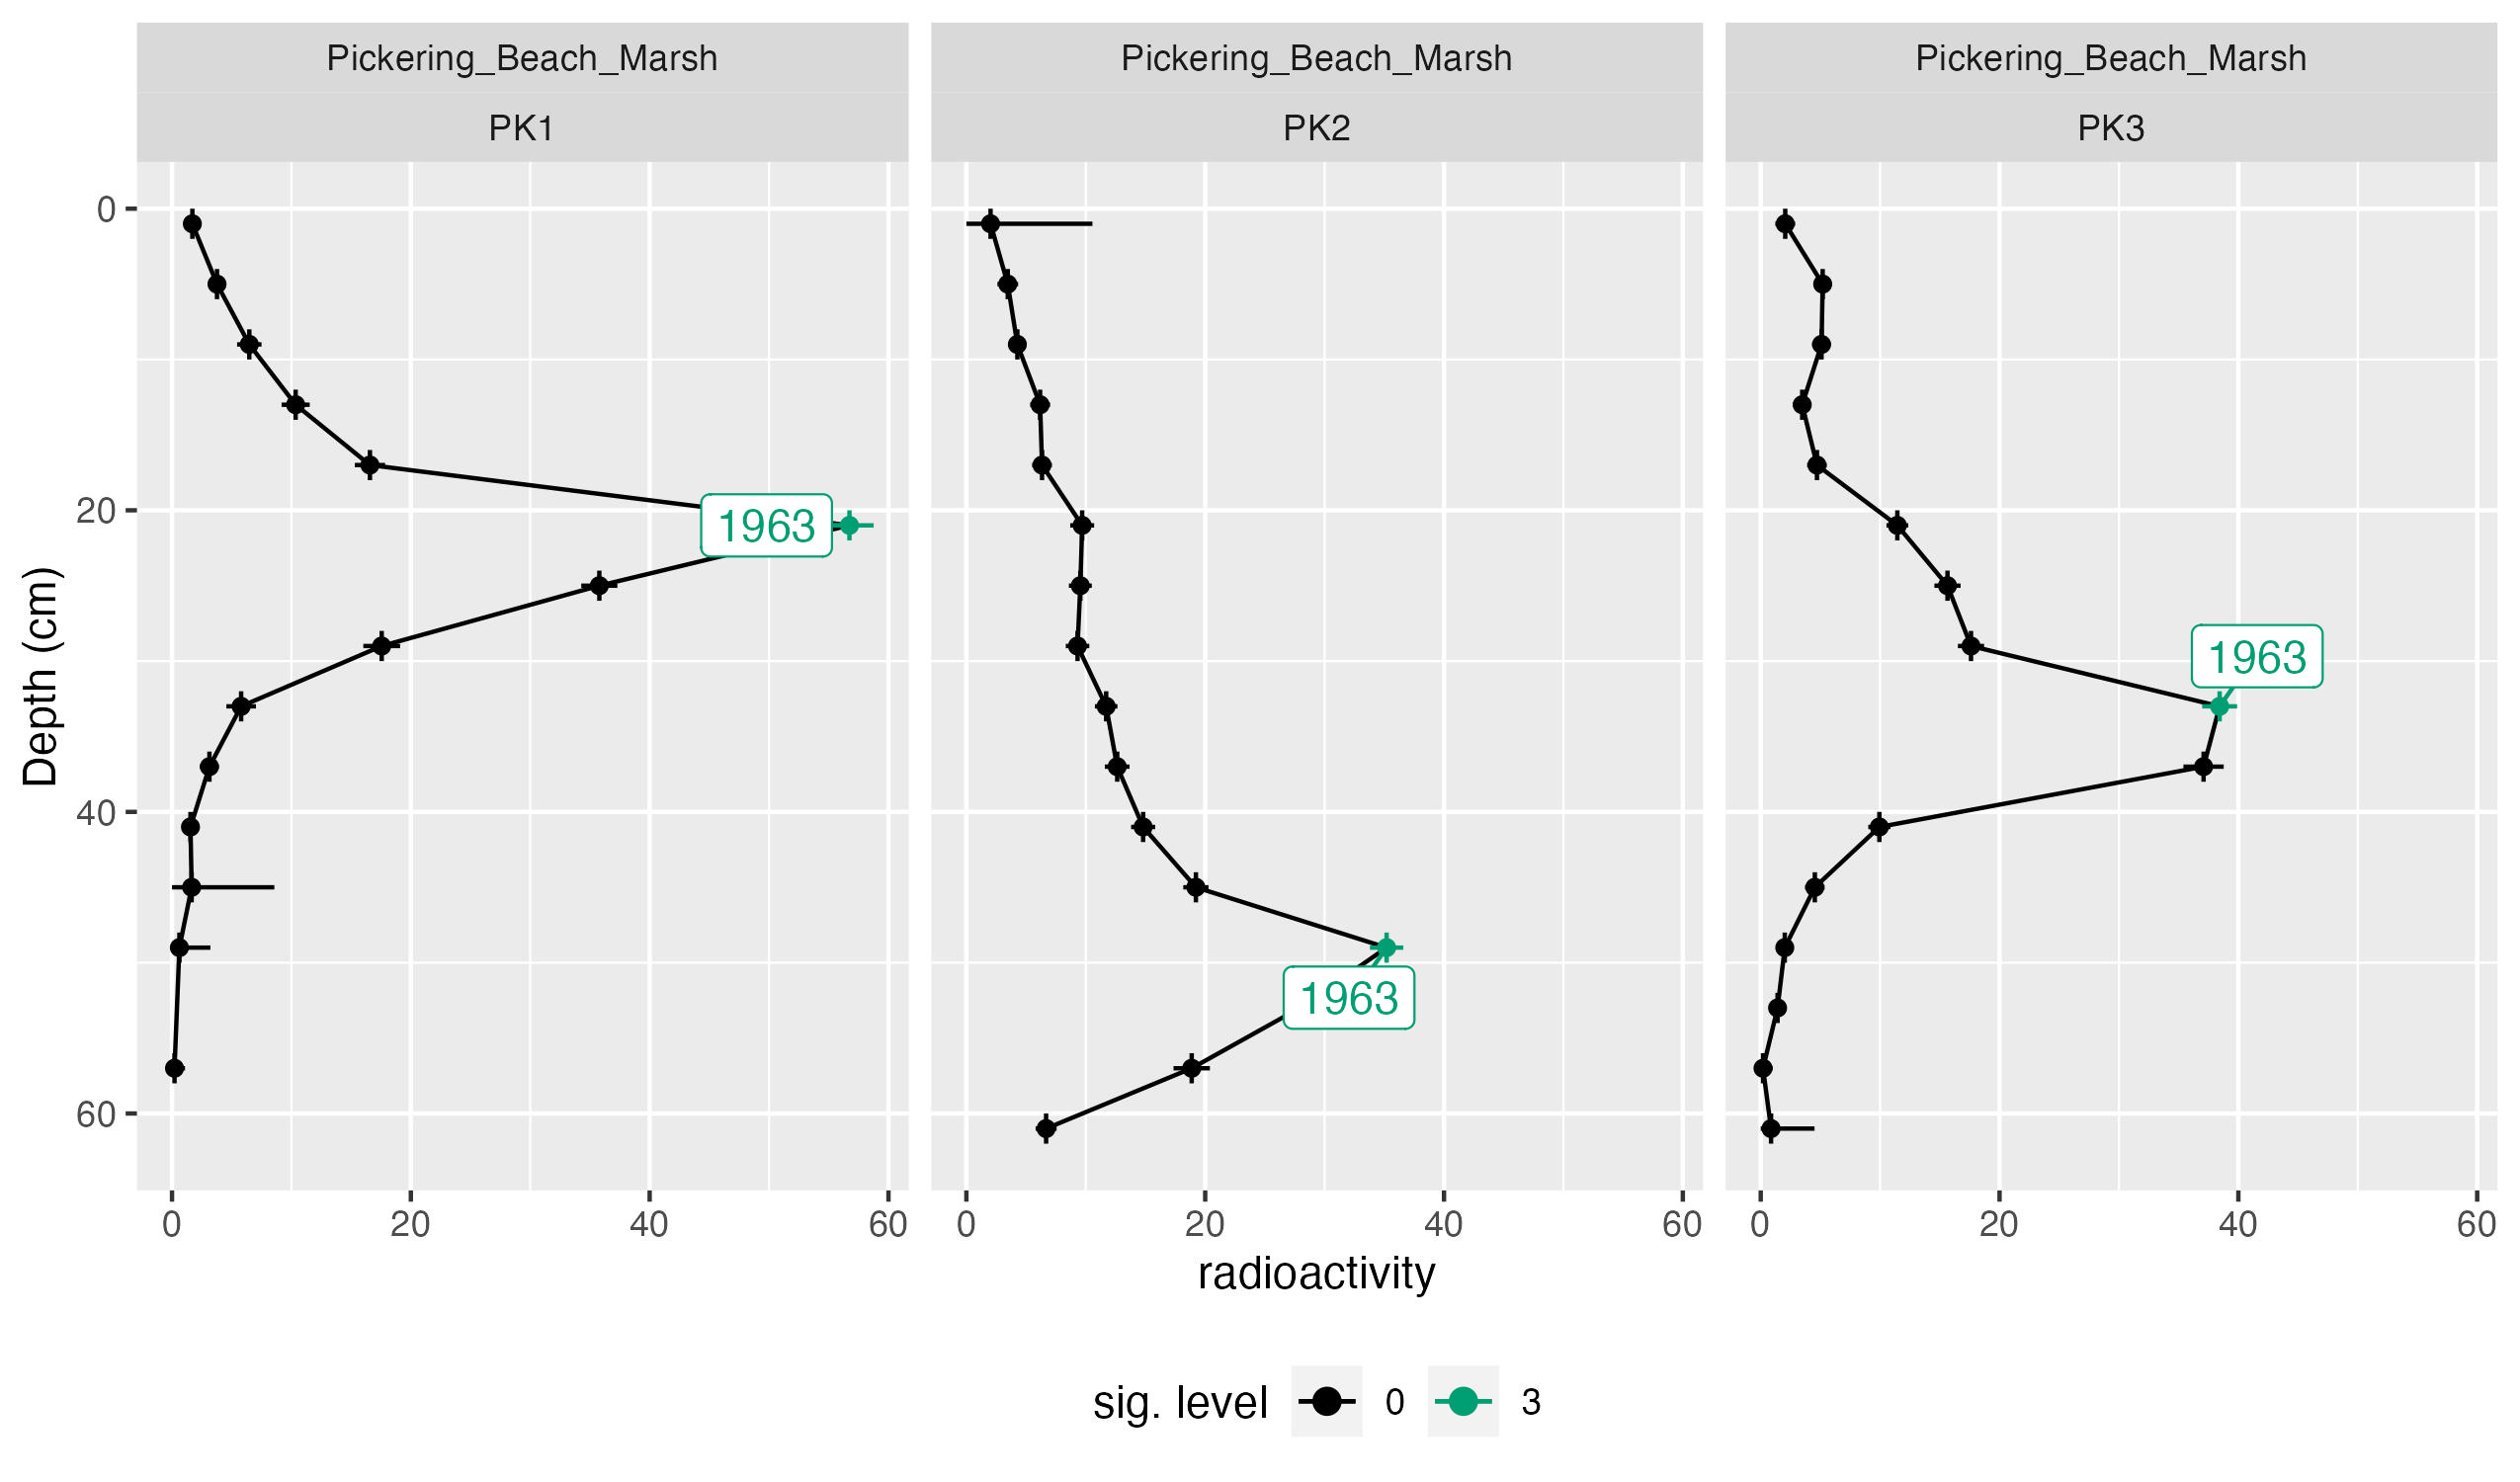 Pickering_Beach_Marsh Pickering_Beach_Marsh Pickering_Beach_Marsh
PK1 PK2 PK3
0
20
40
60
Depth (cm)
1963
1963
1963
0 20 40 60 0 20 40 60 0 20 40 60
radioactivity
sig. level 0 3